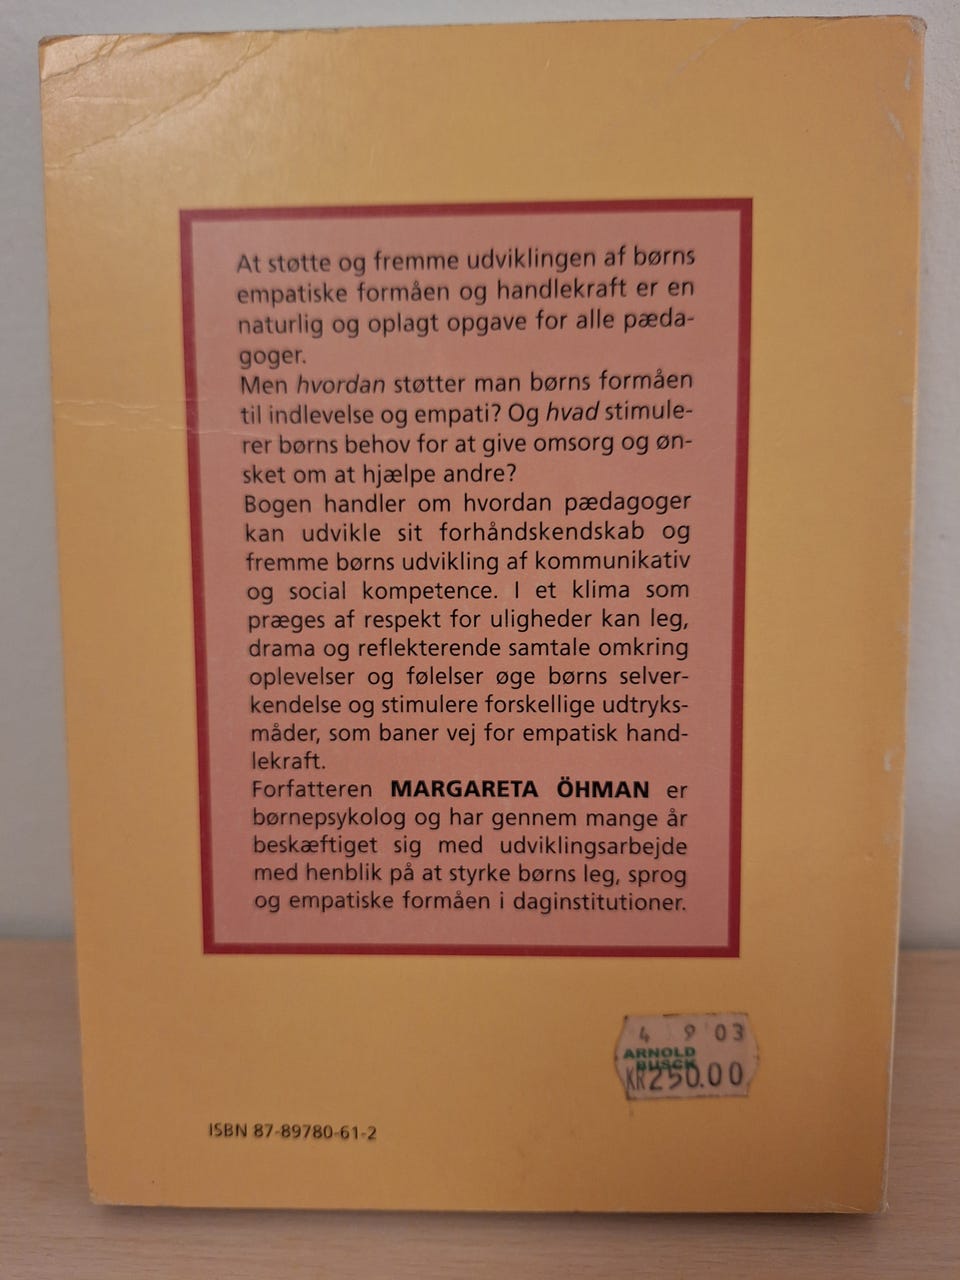 At støtte og fremme udviklingen af børns
empatiske formåen og handlekraft er en
naturlig og oplagt opgave for alle pæda-
goger.
Men hvordan støtter man børns formåen
til indlevelse og empati? Og hvad stimule-
rer børns behov for at give omsorg og øn-
sket om at hjælpe andre?
Bogen handler om hvordan pædagoger
kan udvikle sit forhåndskendskab og
fremme børns udvikling af kommunikativ
og social kompetence. I et klima som
præges af respekt for uligheder kan leg,
drama og reflekterende samtale omkring
oplevelser og følelser øge børns selver-
kendelse og stimulere forskellige udtryks-
måder, som baner vej for empatisk hand-
lekraft.
Forfatteren MARGARETA ÖHMAN er
børnepsykolog og har gennem mange år
beskæftiget sig med udviklingsarbejde
med henblik på at styrke børns leg, sprog
og empatiske formåen i daginstitutioner.
4 9 03
ARNOLD
BUSCK
KR250.00
ISBN 87-89780-61-2